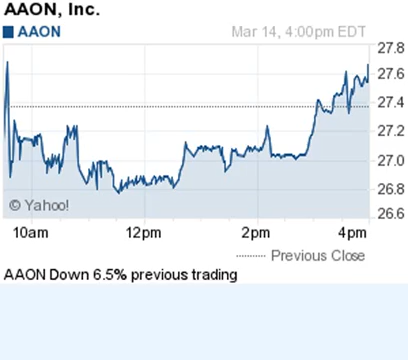 AAON, Inc.
AAON Mar 14, 4:00pm EDT
27.8
27.6
27.4
27.2
27.0
26.8
26.6
© Yahoo!
10am 12pm 2pm 4pm
Previous Close
AAON Down 6.5% previous trading